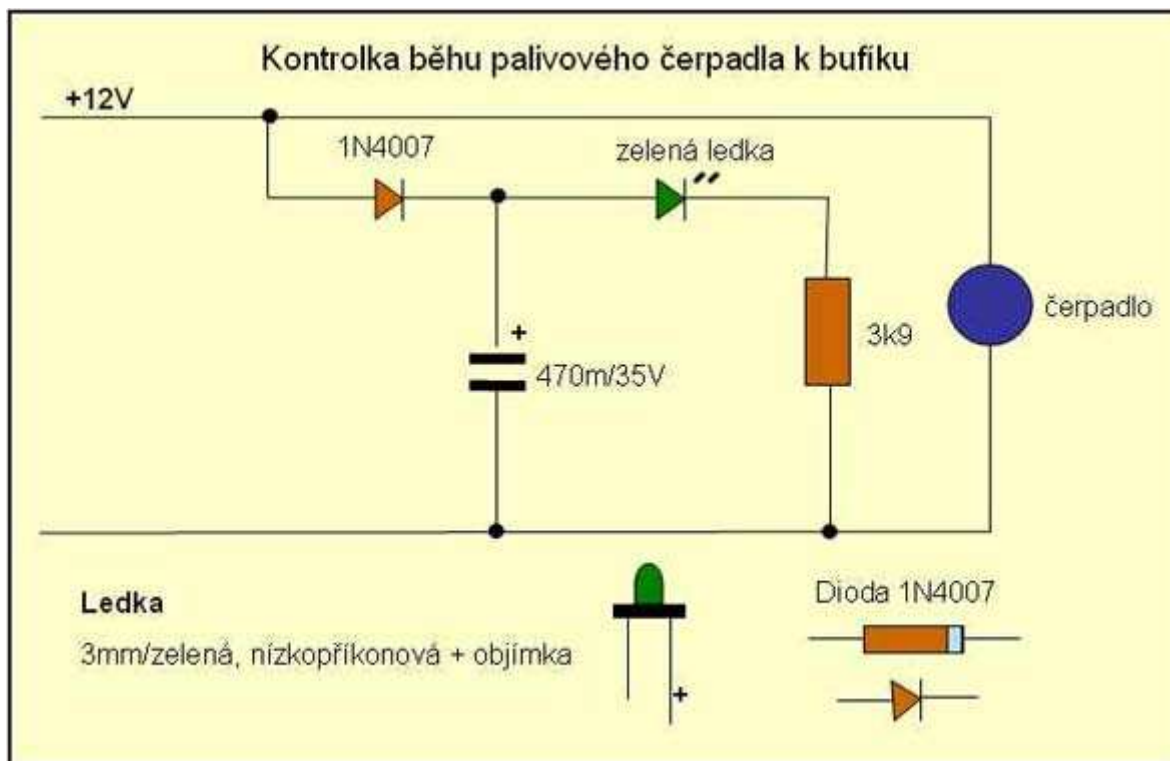 Kontrolka běhu palivového čerpadla k bufíku
+12V
1N4007
zelená ledka
čerpadlo
3k9
+
470m/35V
Ledka
3mm/zelená, nízkopříkonová + objímka
+
Dioda 1N4007